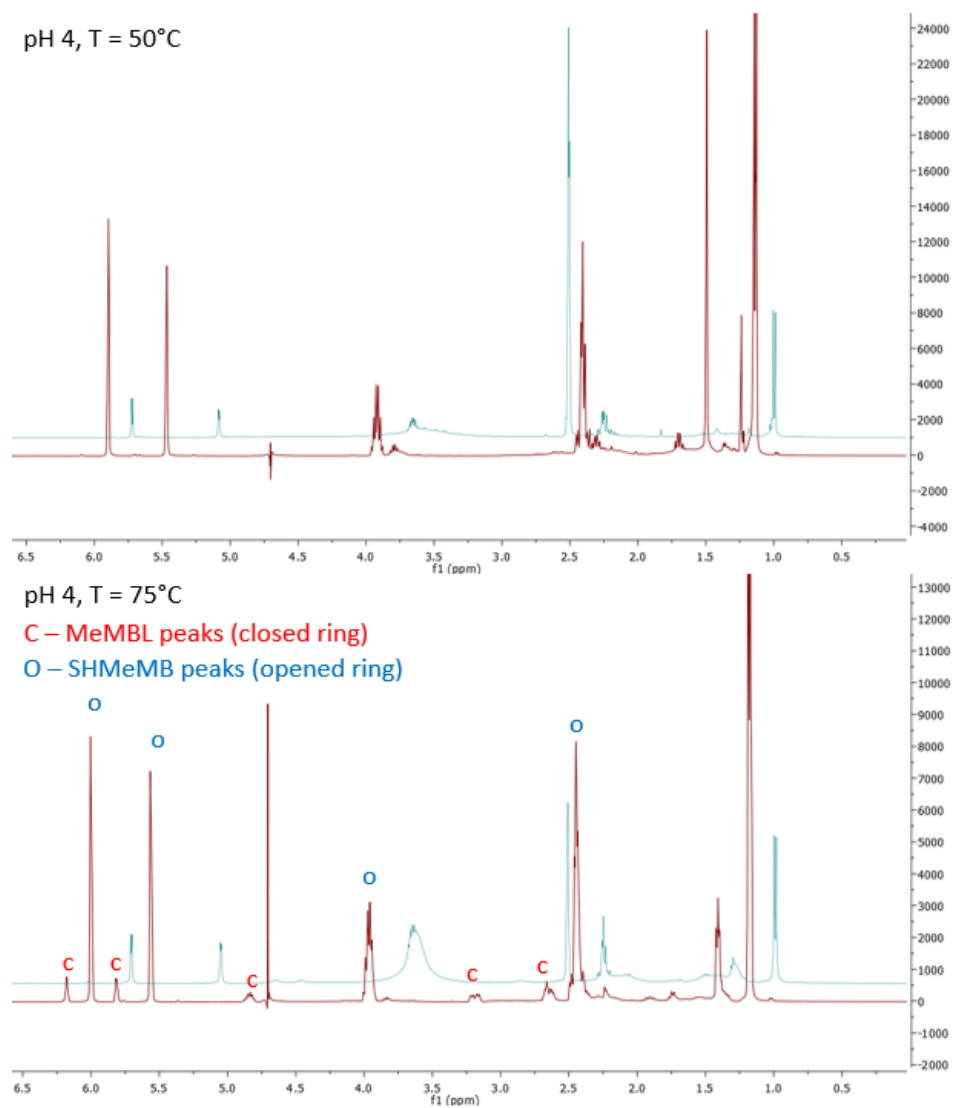 pH 4, T = 50°C
24000
22000
20000
18000
16000
14000
12000
10000
8000
6000
4000
2000
0
-2000
-4000
6.5 6.0 5.5 5.0 4.5 4.0 3.5 3.0 2.5 2.0 1.5 1.0 0.5
f1 (ppm)
pH 4, T = 75°C
C – MeMBL peaks (closed ring)
O – SHMeMB peaks (opened ring)
O
O
O
O
C
C
C
C
C
13000
12000
11000
10000
9000
8000
7000
6000
5000
4000
3000
2000
1000
0
-1000
-2000
6.5 6.0 5.5 5.0 4.5 4.0 3.5 3.0 2.5 2.0 1.5 1.0 0.5
f1 (ppm)